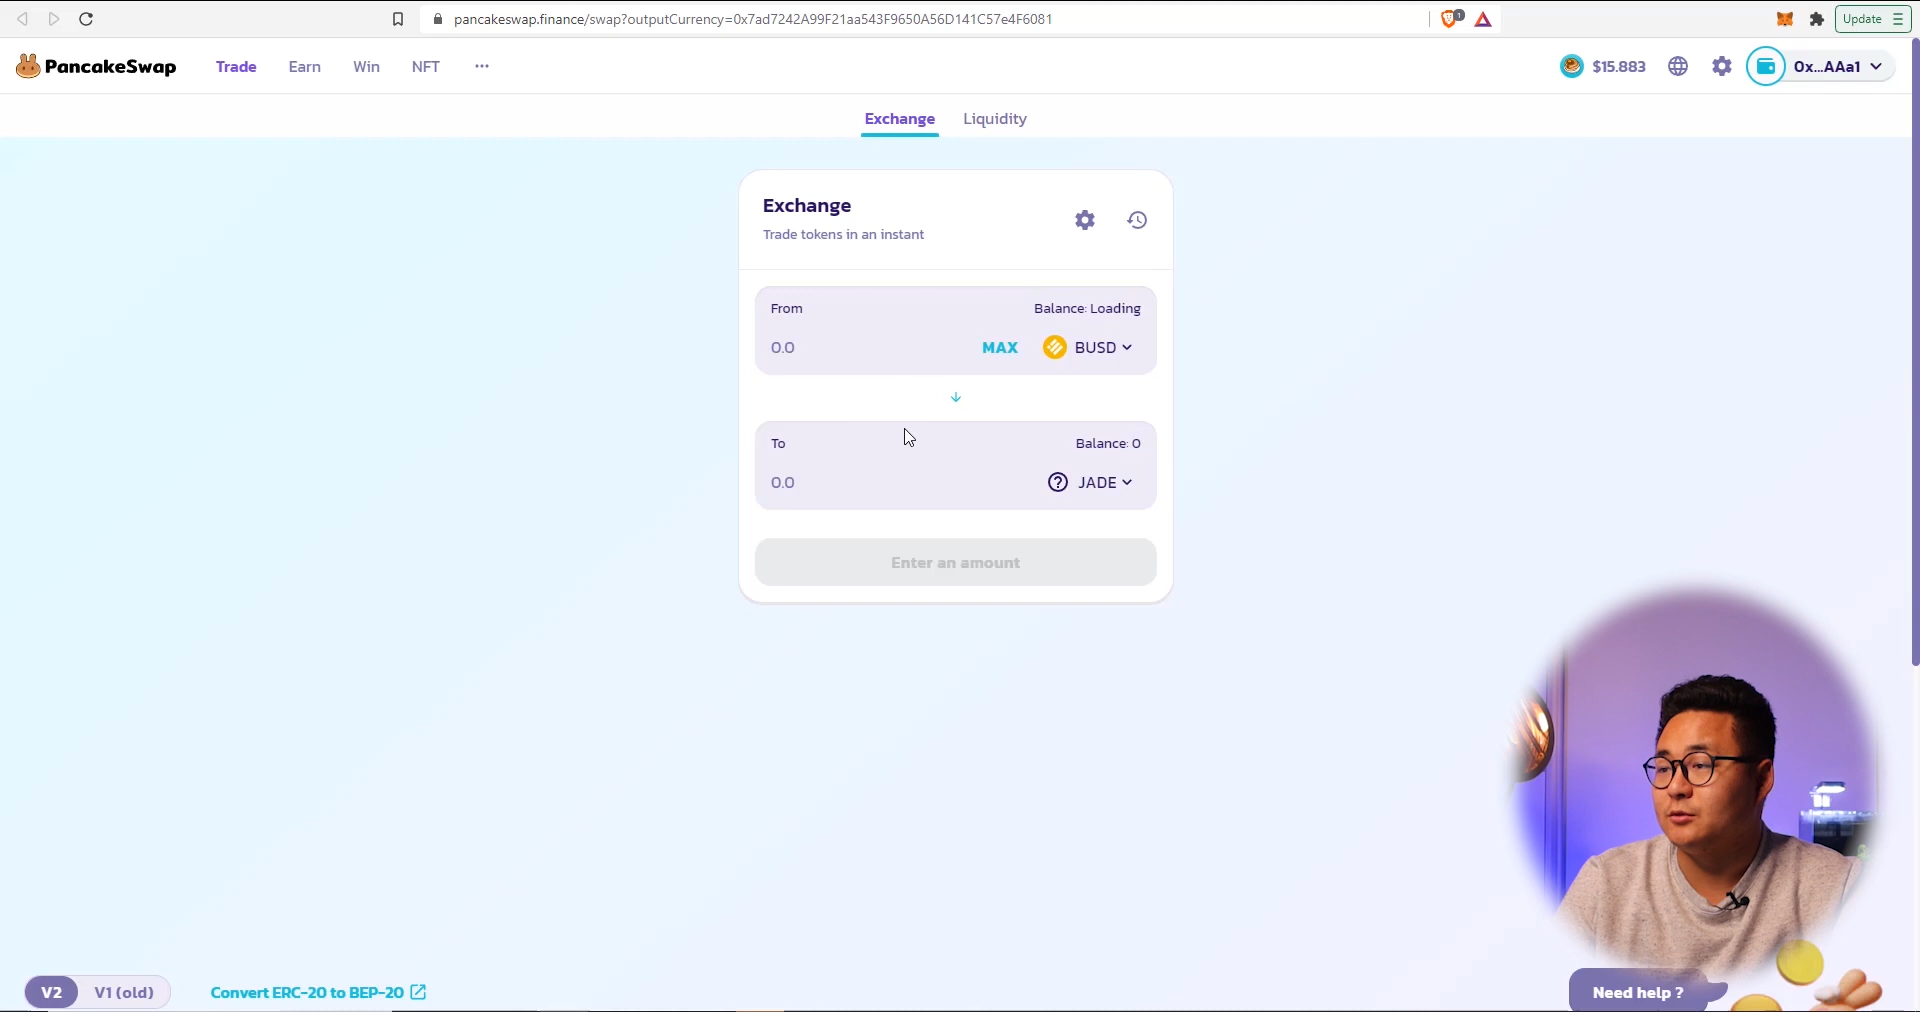 pancakeswap.finance/swap?outputCurrency=0x7ad7242A99F21aa543F9650A56D141C57e4F6081
1
Update
PancakeSwap
Trade
Earn
Win
NFT
...
$15.883
0x...AAa1
Exchange
Liquidity
Exchange
Trade tokens in an instant
From
Balance: Loading
0.0
MAX
BUSD
To
Balance: 0
0.0
JADE
Enter an amount
V2
V1 (old)
Convert ERC-20 to BEP-20
Need help ?